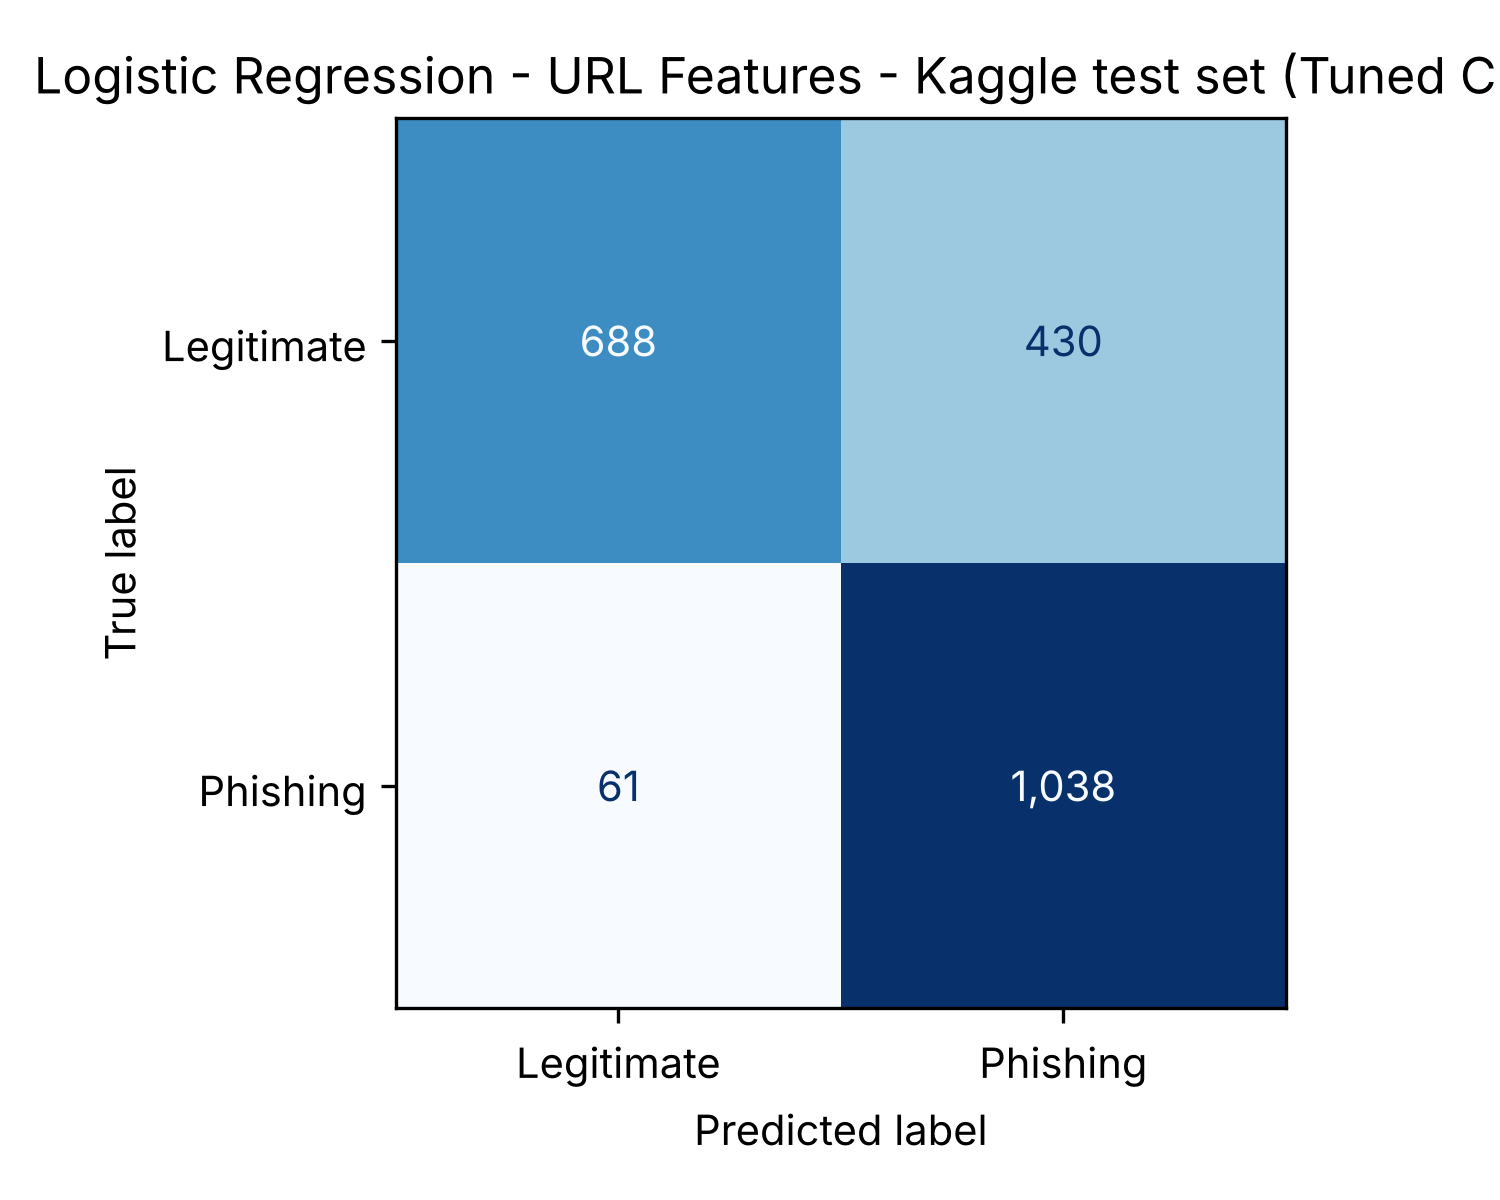 Logistic Regression - URL Features - Kaggle test set (Tuned C
Legitimate
688
430
True label
Phishing
61
1,038
Legitimate
Phishing
Predicted label